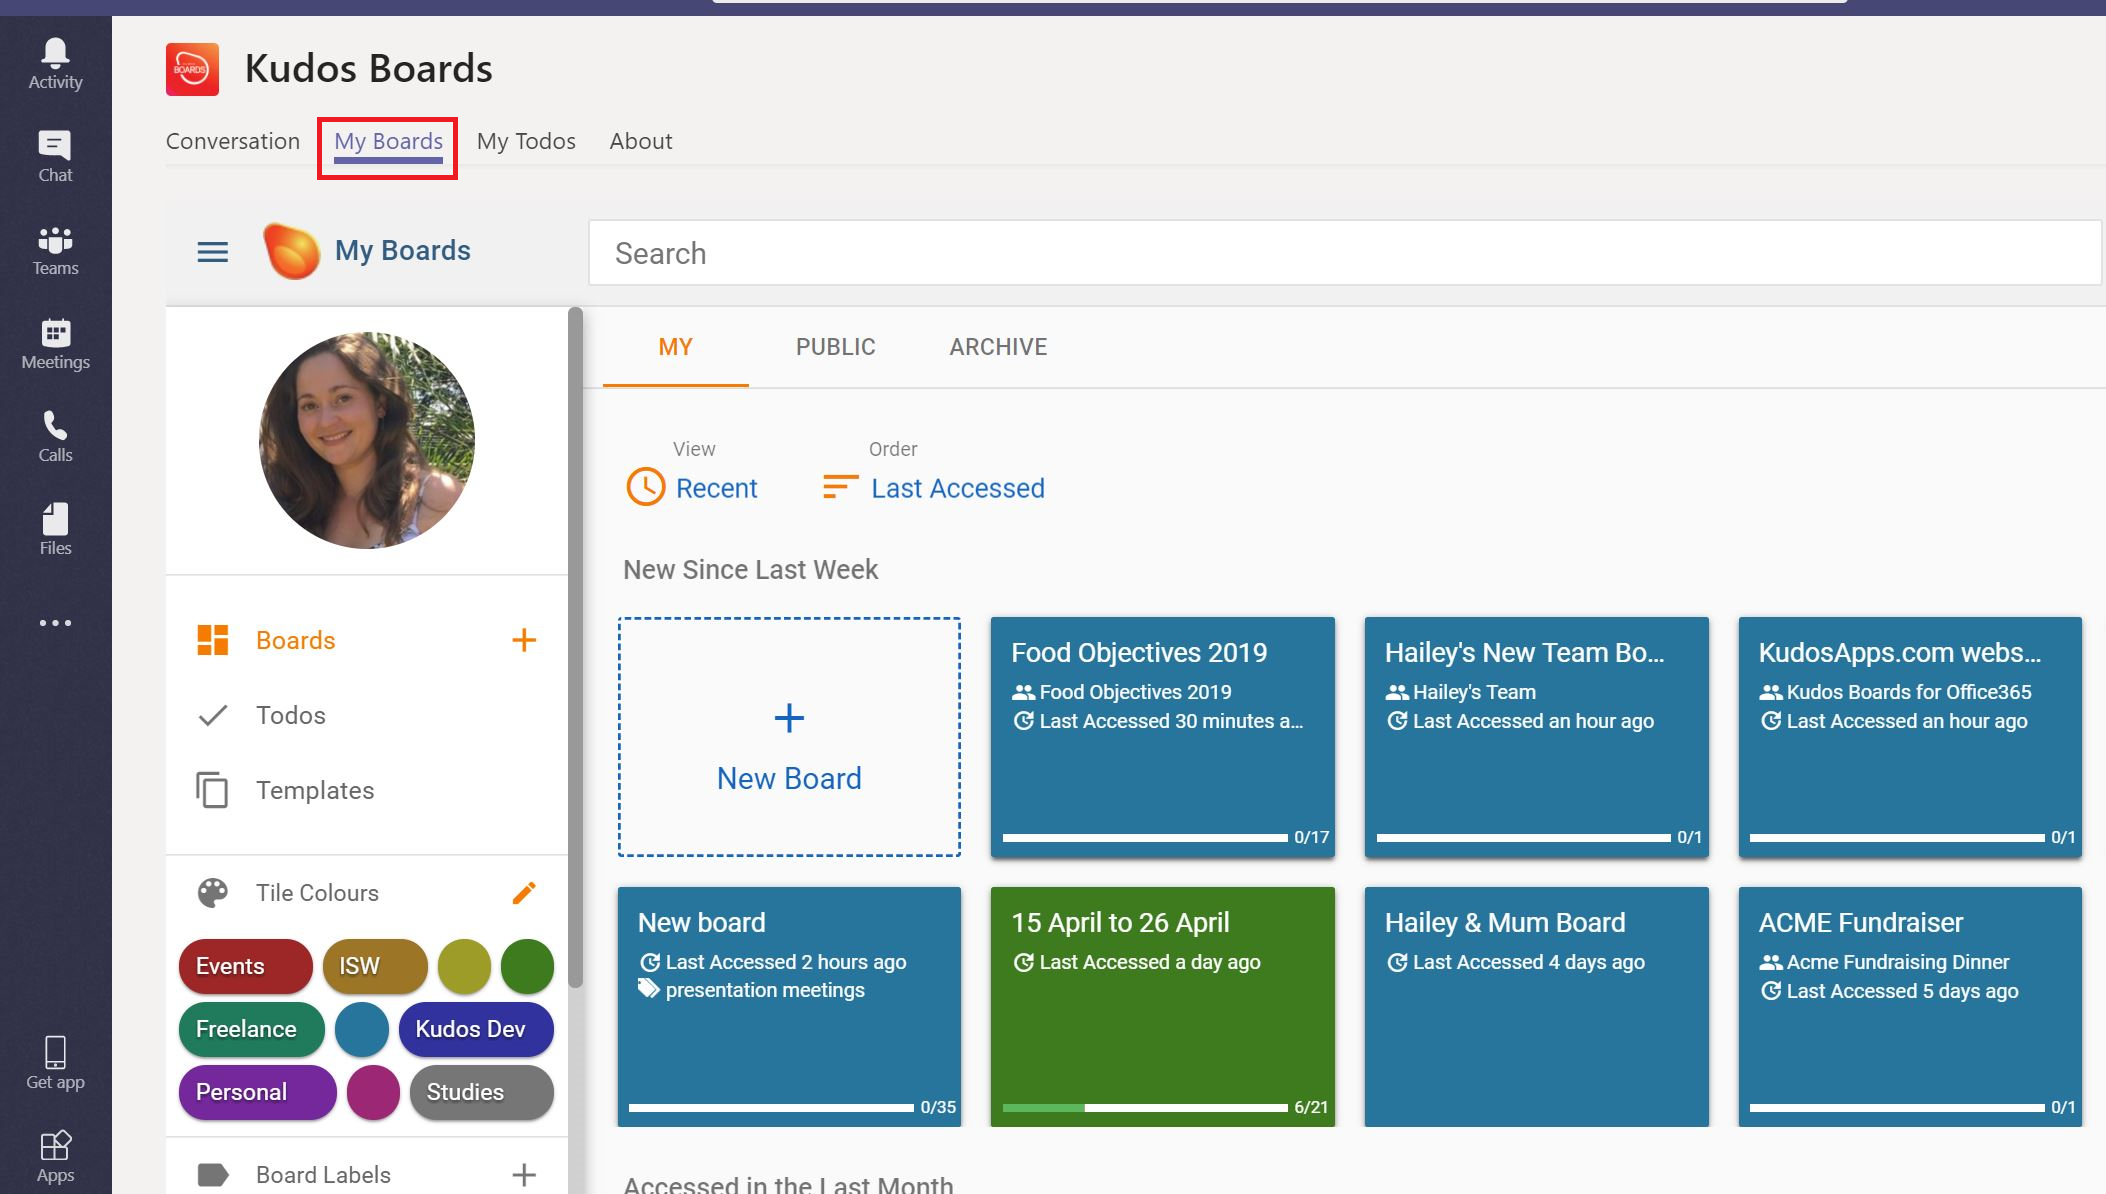 Activity
Chat
Teams
Meetings
Calls
Files
Get app
Apps
BOARDS
Kudos Boards
Conversation My Boards My Todos About
My Boards
Search
Boards
Todos
Templates
Tile Colours
Events ISW
Freelance Kudos Dev
Personal Studies
Board Labels
MY PUBLIC ARCHIVE
View Order
Recent Last Accessed
New Since Last Week
New Board
Food Objectives 2019
Food Objectives 2019
Last Accessed 30 minutes a...
0/17
Hailey's New Team Bo...
Hailey's Team
Last Accessed an hour ago
0/1
KudosApps.com webs...
Kudos Boards for Office365
Last Accessed an hour ago
0/1
New board
Last Accessed 2 hours ago
presentation meetings
0/35
15 April to 26 April
Last Accessed a day ago
6/21
Hailey & Mum Board
Last Accessed 4 days ago
ACME Fundraiser
Acme Fundraising Dinner
Last Accessed 5 days ago
0/1
Accessed in the Last Month